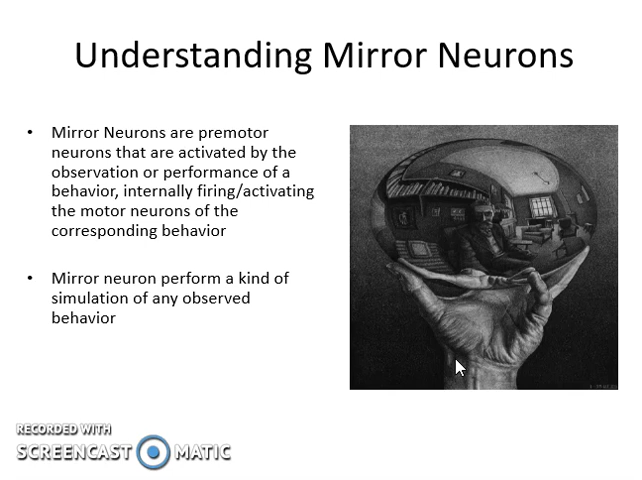 Understanding Mirror Neurons
• Mirror Neurons are premotor
neurons that are activated by the
observation or performance of a
behavior, internally firing/activating
the motor neurons of the
corresponding behavior
• Mirror neuron perform a kind of
simulation of any observed
behavior
RECORDED WITH
SCREENCAST MATIC